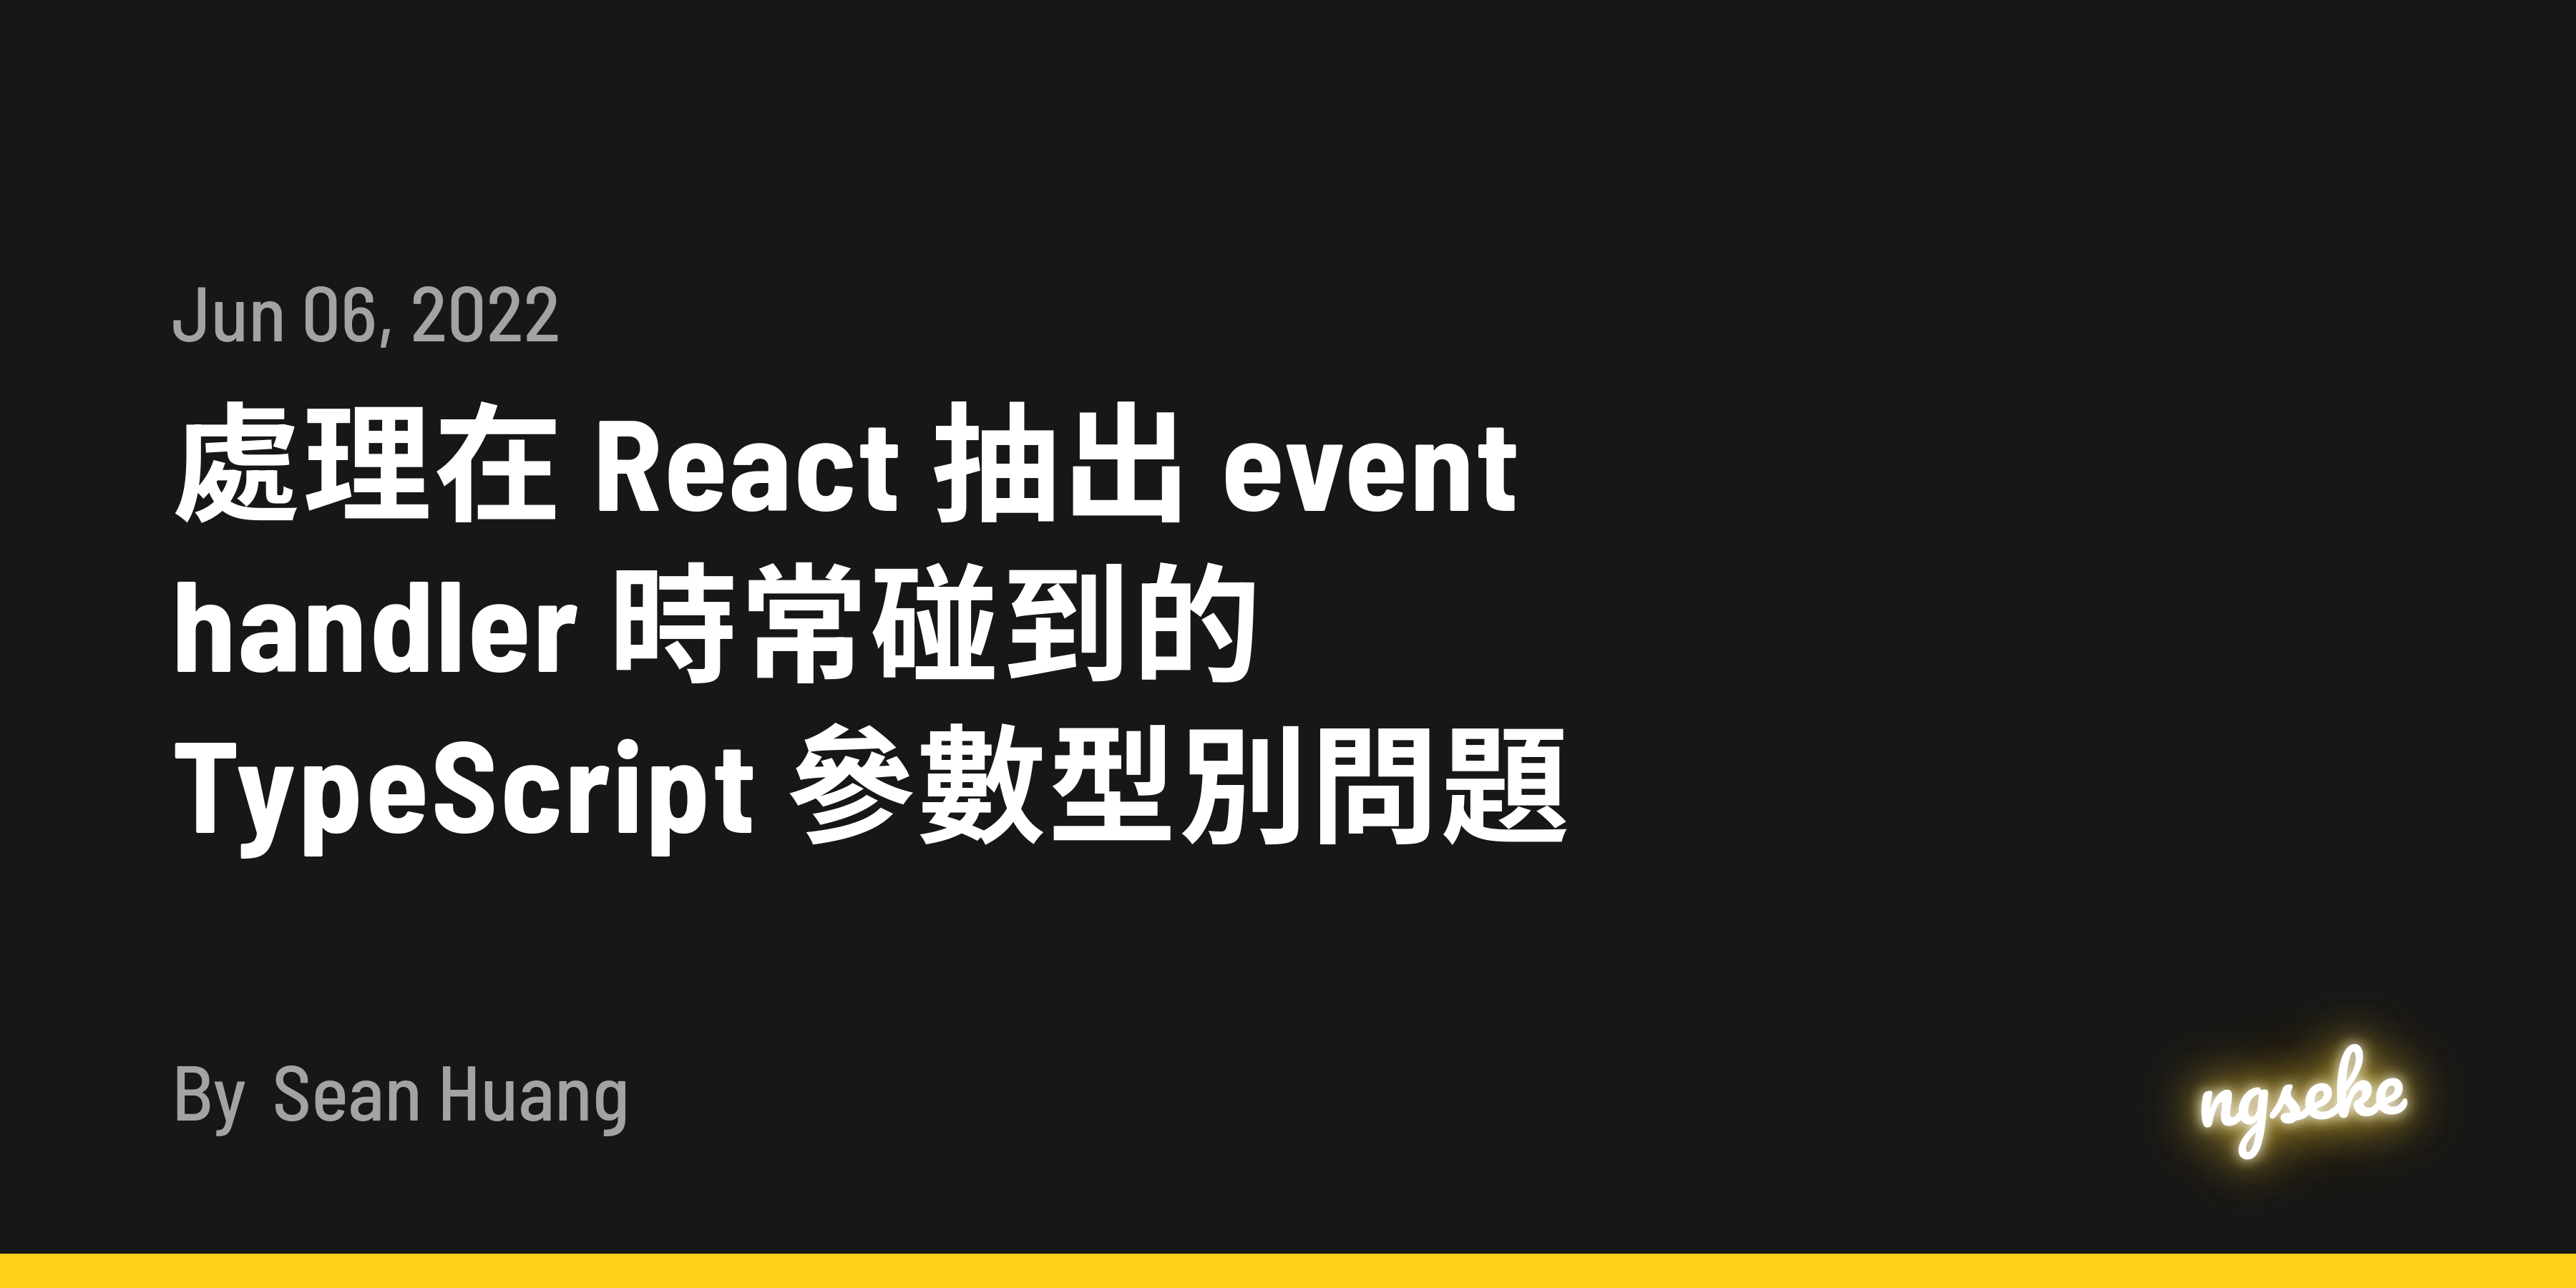 Jun 06, 2022
處理在 React 抽出 event
handler 時常碰到的
TypeScript 參數型別問題
By Sean Huang
ngseke